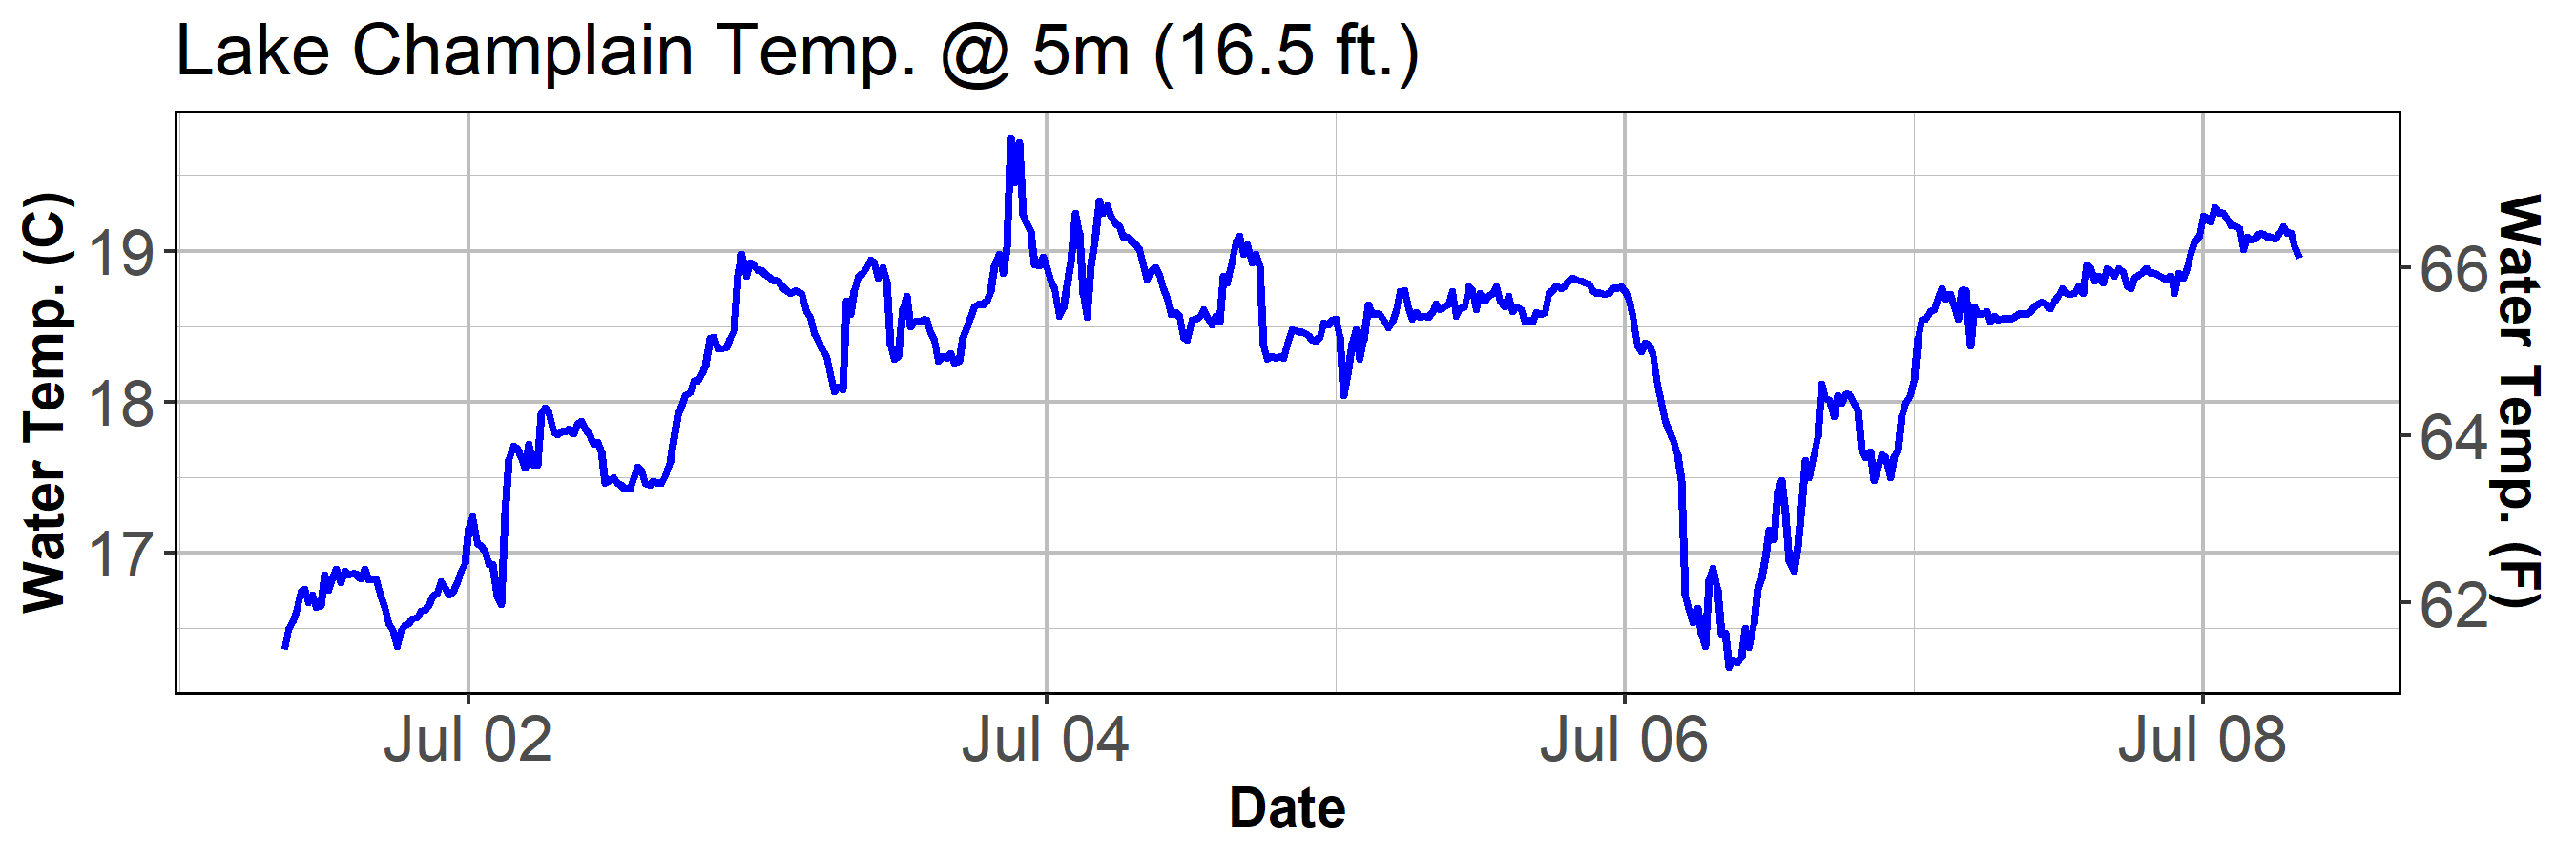 Lake Champlain Temp. @ 5m (16.5 ft.)
Water Temp. (C)
19
18
17
66
64
62
Water Temp. (F)
Jul 02 Jul 04 Jul 06 Jul 08
Date